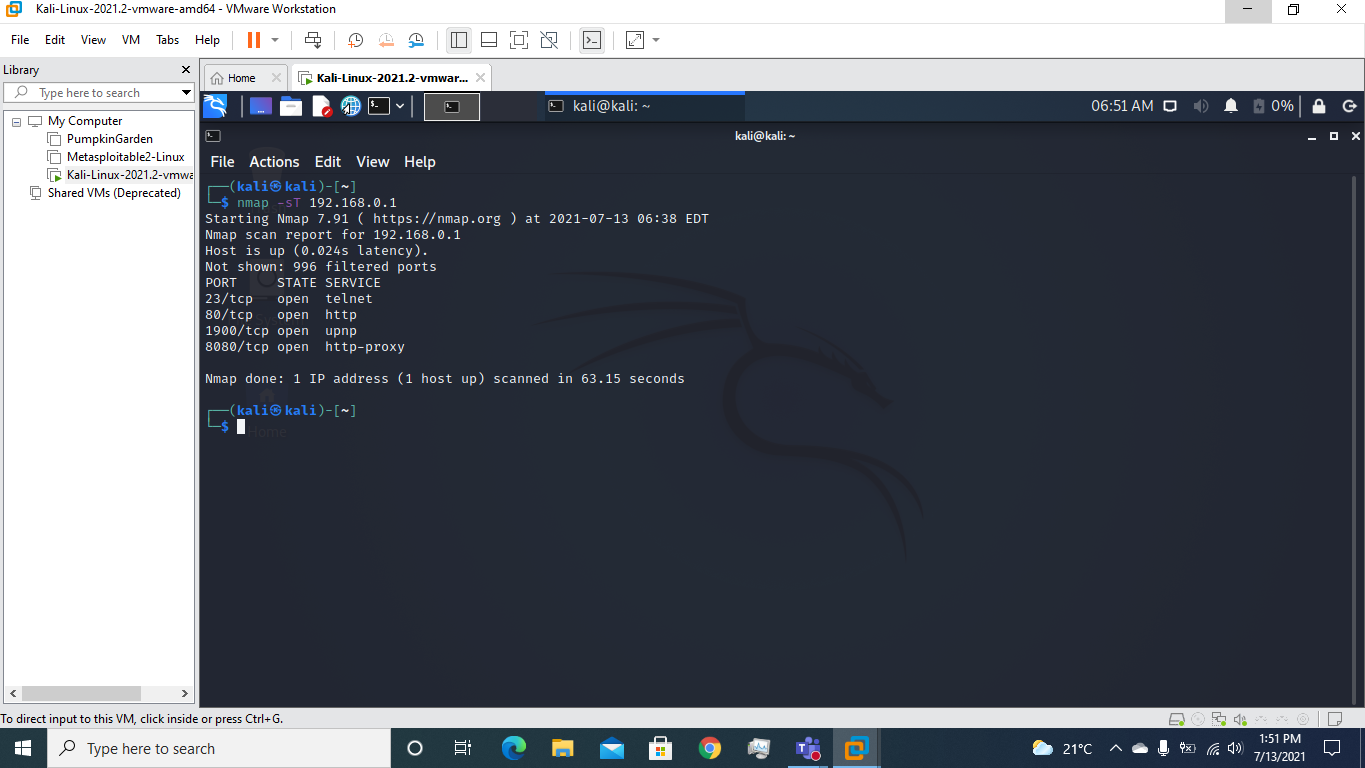 Kali-Linux-2021.2-vmware-amd64 - VMware Workstation
File Edit View VM Tabs Help
Library
Type here to search
My Computer
PumpkinGarden
Metasploitable2-Linux
Kali-Linux-2021.2-vmwa
Shared VMs (Deprecated)
Home Kali-Linux-2021.2-vmwar...
kali@kali: ~ 06:51 AM 0%
kali@kali: ~
File Actions Edit View Help
┌──(kali㉿kali)-[~]
└─$ nmap -sT 192.168.0.1
Starting Nmap 7.91 ( https://nmap.org ) at 2021-07-13 06:38 EDT
Nmap scan report for 192.168.0.1
Host is up (0.024s latency).
Not shown: 996 filtered ports
PORT STATE SERVICE
23/tcp open telnet
80/tcp open http
1900/tcp open upnp
8080/tcp open http-proxy
Nmap done: 1 IP address (1 host up) scanned in 63.15 seconds
┌──(kali㉿kali)-[~]
└─$
Home
To direct input to this VM, click inside or press Ctrl+G.
Type here to search
21°C
1:51 PM
7/13/2021